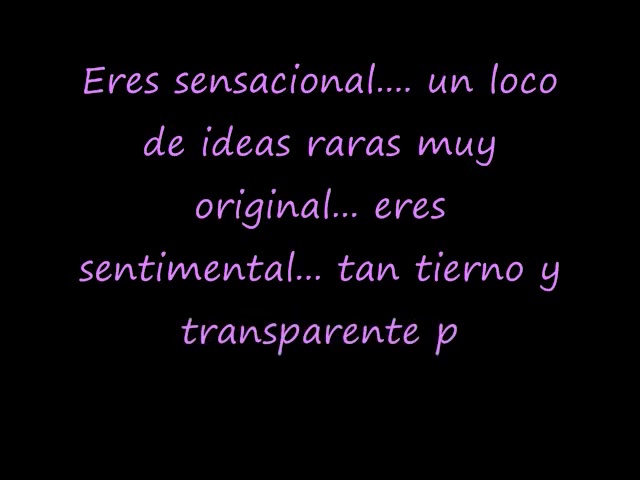 Eres sensacional.... un loco
de ideas raras muy
original... eres
sentimental... tan tierno y
transparente p